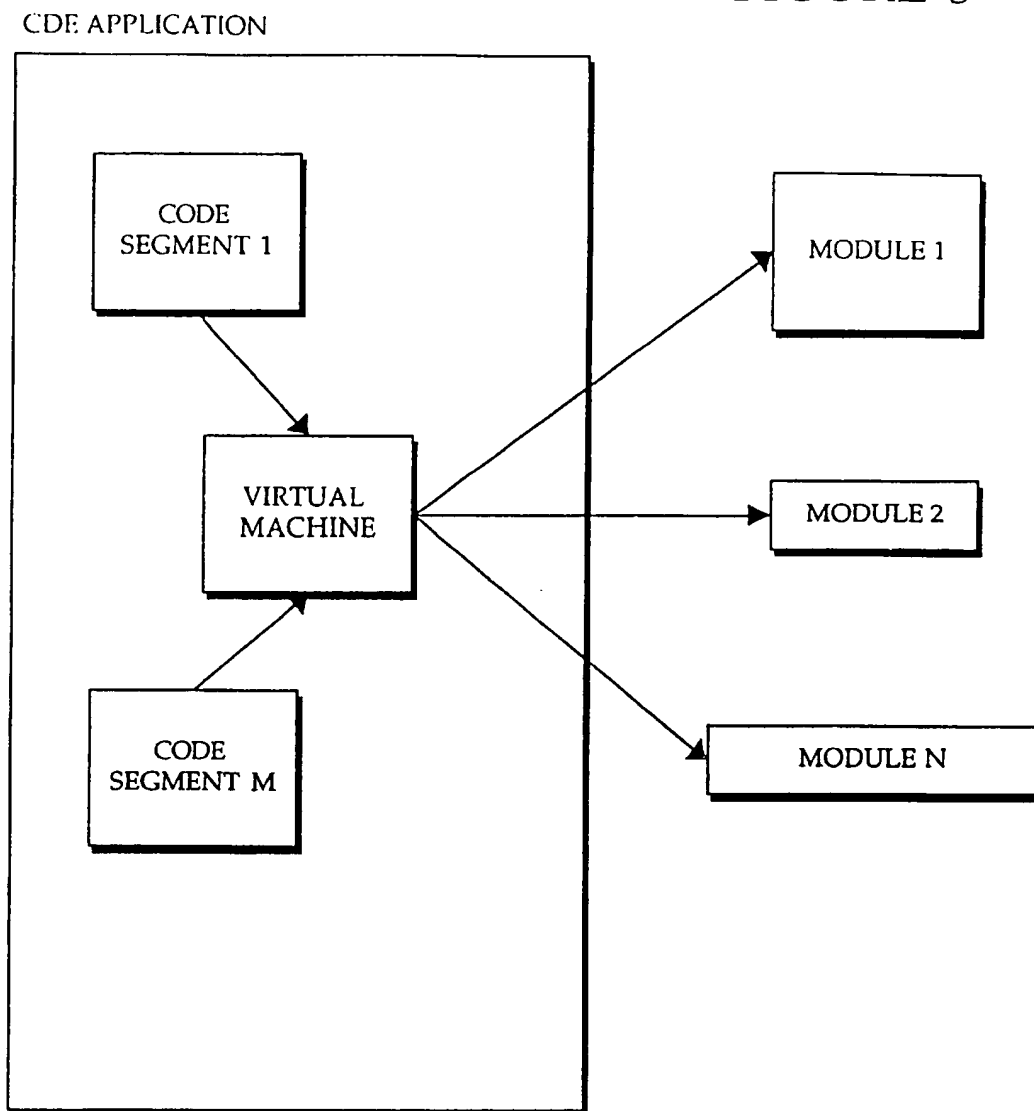 CDE APPLICATION
CODE
SEGMENT 1
MODULE 1
VIRTUAL
MACHINE
MODULE 2
CODE
SEGMENT M
MODULE N